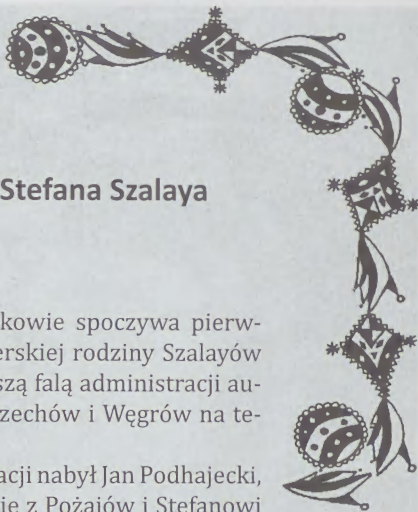 Stefana Szalaya
kowie spoczywa pierw-
erskiej rodziny Szalayów
szą falą administracji au-
zechów i Węgrów na te-
acji nabył Jan Podhajecki,
ie z Pożajów i Stefanowi